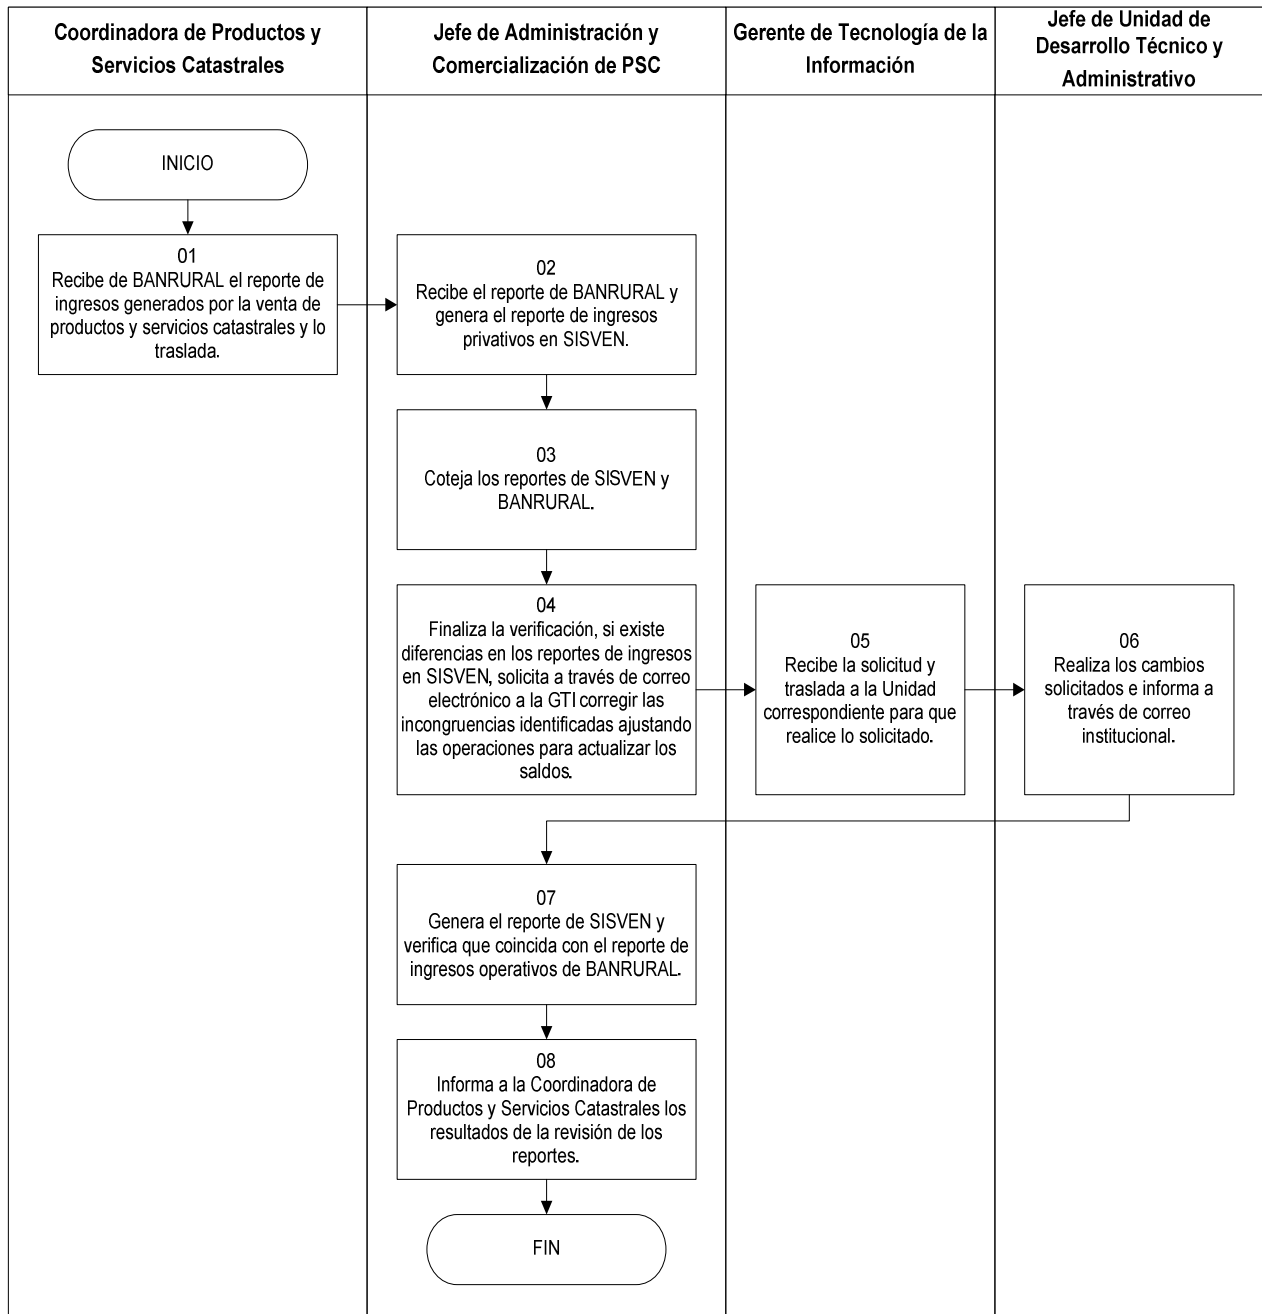 Coordinadora de Productos y
Servicios Catastrales
Jefe de Administración y
Comercialización de PSC
Gerente de Tecnología de la
Información
Jefe de Unidad de
Desarrollo Técnico y
Administrativo
INICIO
01
Recibe de BANRURAL el reporte de
ingresos generados por la venta de
productos y servicios catastrales y lo
traslada.
02
Recibe el reporte de BANRURAL y
genera el reporte de ingresos
privativos en SISVEN.
03
Coteja los reportes de SISVEN y
BANRURAL.
04
Finaliza la verificación, si existe
diferencias en los reportes de ingresos
en SISVEN, solicita a través de correo
electrónico a la GTI corregir las
incongruencias identificadas ajustando
las operaciones para actualizar los
saldos.
05
Recibe la solicitud y
traslada a la Unidad
correspondiente para que
realice lo solicitado.
06
Realiza los cambios
solicitados e informa a
través de correo
institucional.
07
Genera el reporte de SISVEN y
verifica que coincida con el reporte de
ingresos operativos de BANRURAL.
08
Informa a la Coordinadora de
Productos y Servicios Catastrales los
resultados de la revisión de los
reportes.
FIN